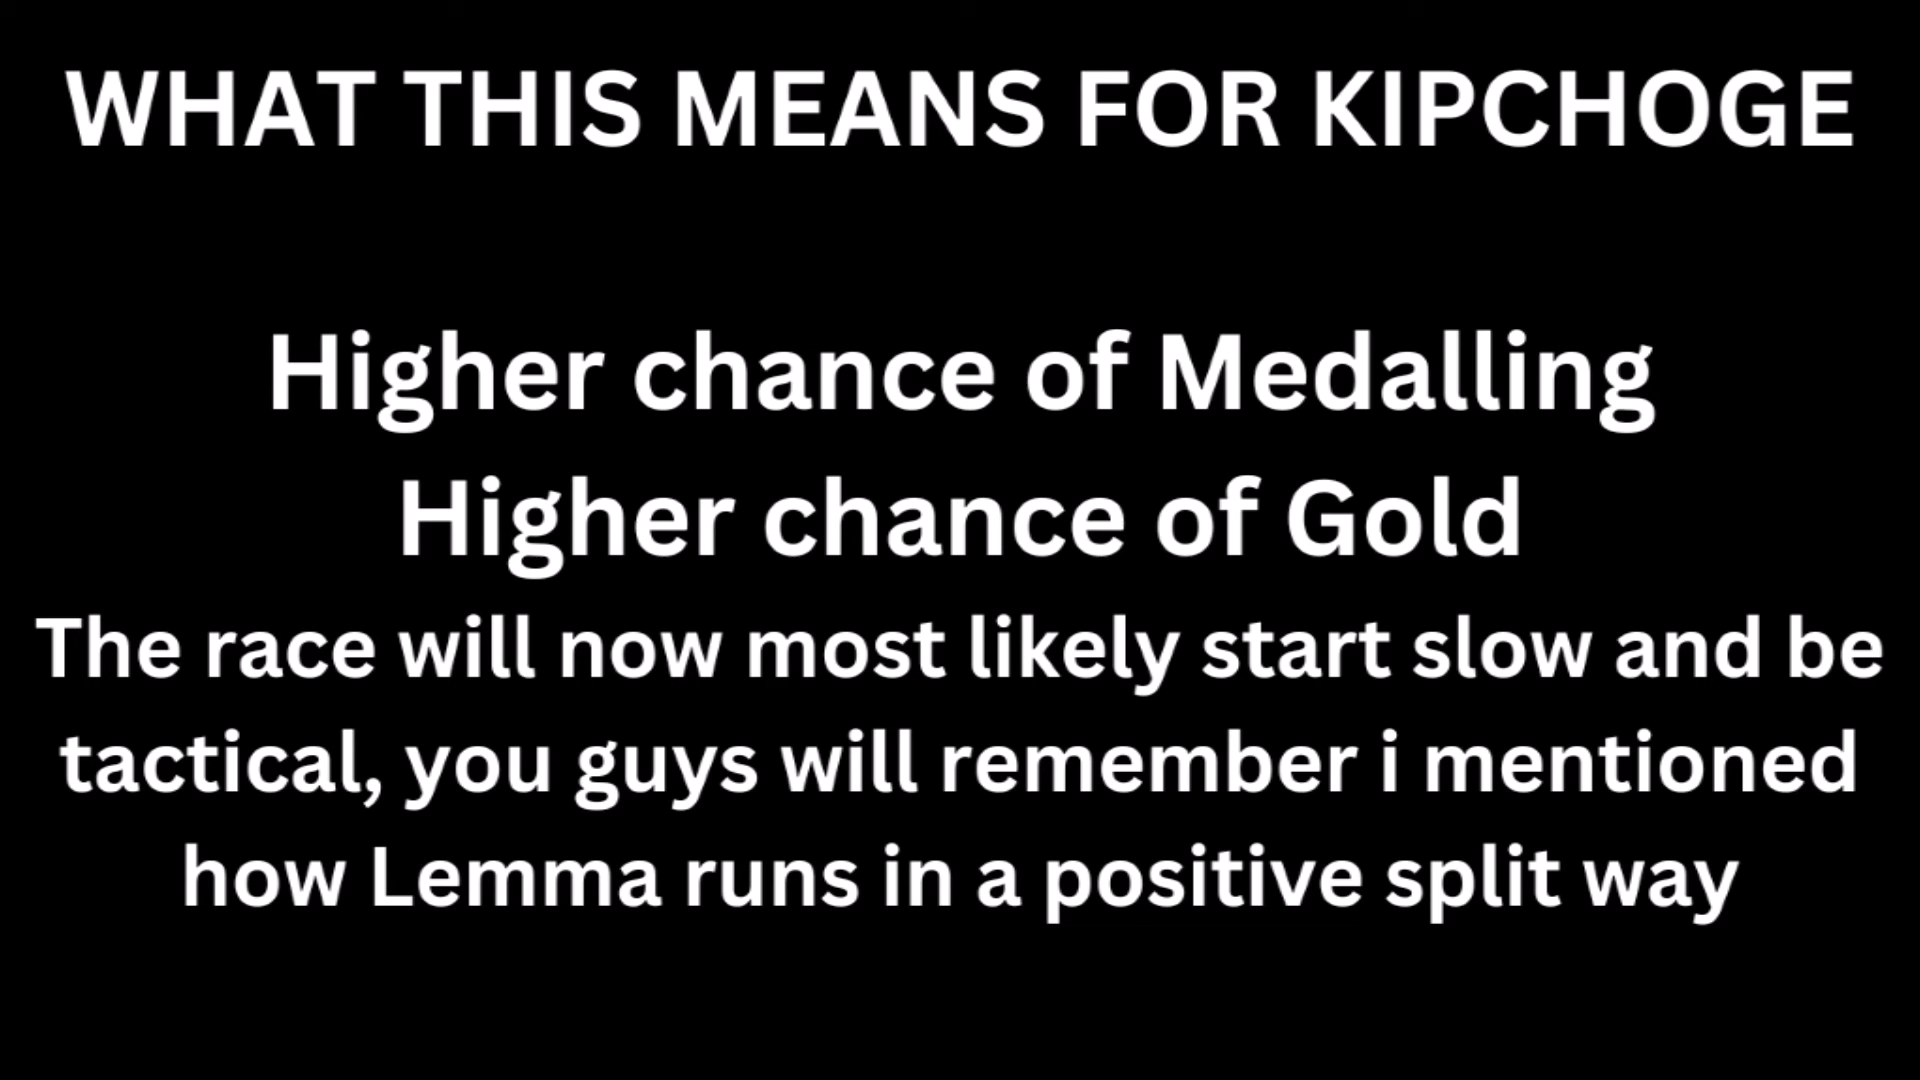 WHAT THIS MEANS FOR KIPCHOGE
Higher chance of Medalling
Higher chance of Gold
The race will now most likely start slow and be
tactical, you guys will remember i mentioned
how Lemma runs in a positive split way